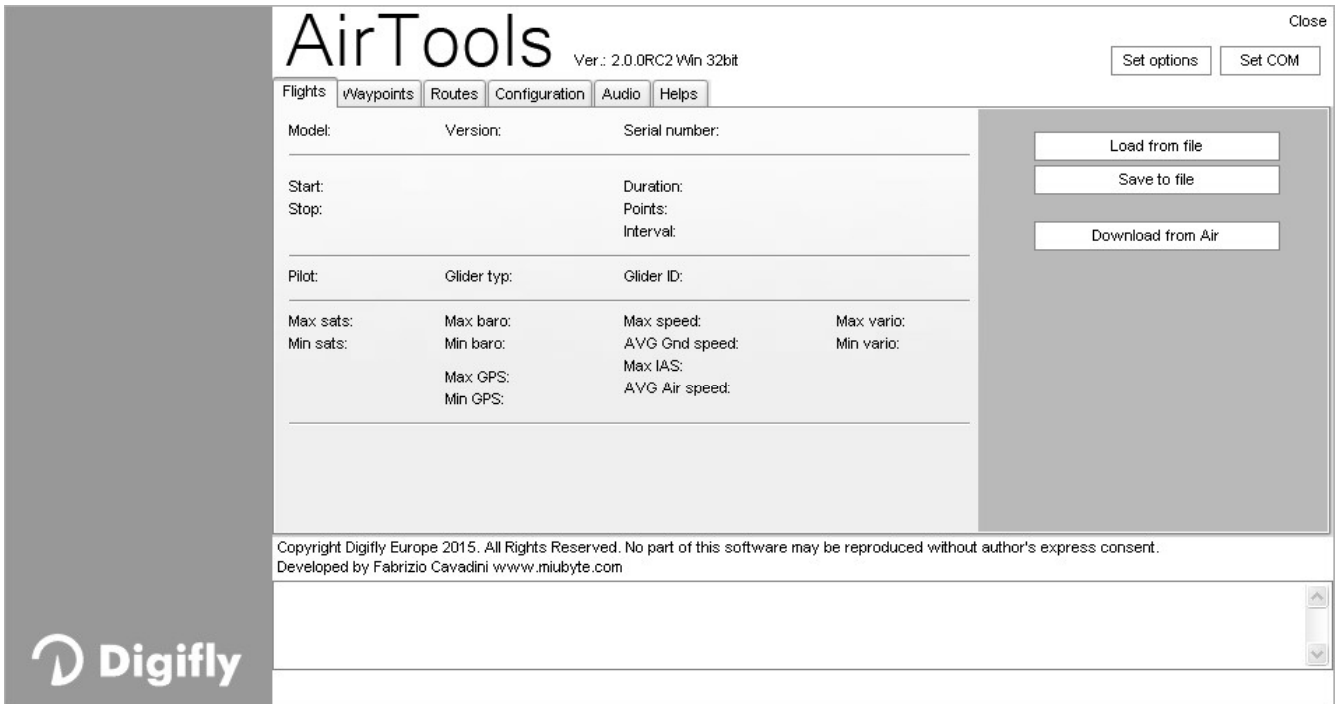 Close
AirTools Ver.: 2.0.0RC2 Win 32bit
Set options Set COM
Flights Waypoints Routes Configuration Audio Helps
Model: Version: Serial number:
Load from file
Save to file
Start: Duration:
Stop: Points:
Interval:
Download from Air
Pilot: Glider typ: Glider ID:
Max sats: Max baro: Max speed: Max vario:
Min sats: Min baro: AVG Gnd speed: Min vario:
Max IAS:
Max GPS:
AVG Air speed:
Min GPS:
Copyright Digifly Europe 2015. All Rights Reserved. No part of this software may be reproduced without author's express consent.
Developed by Fabrizio Cavadini www.miubyte.com
Digifly